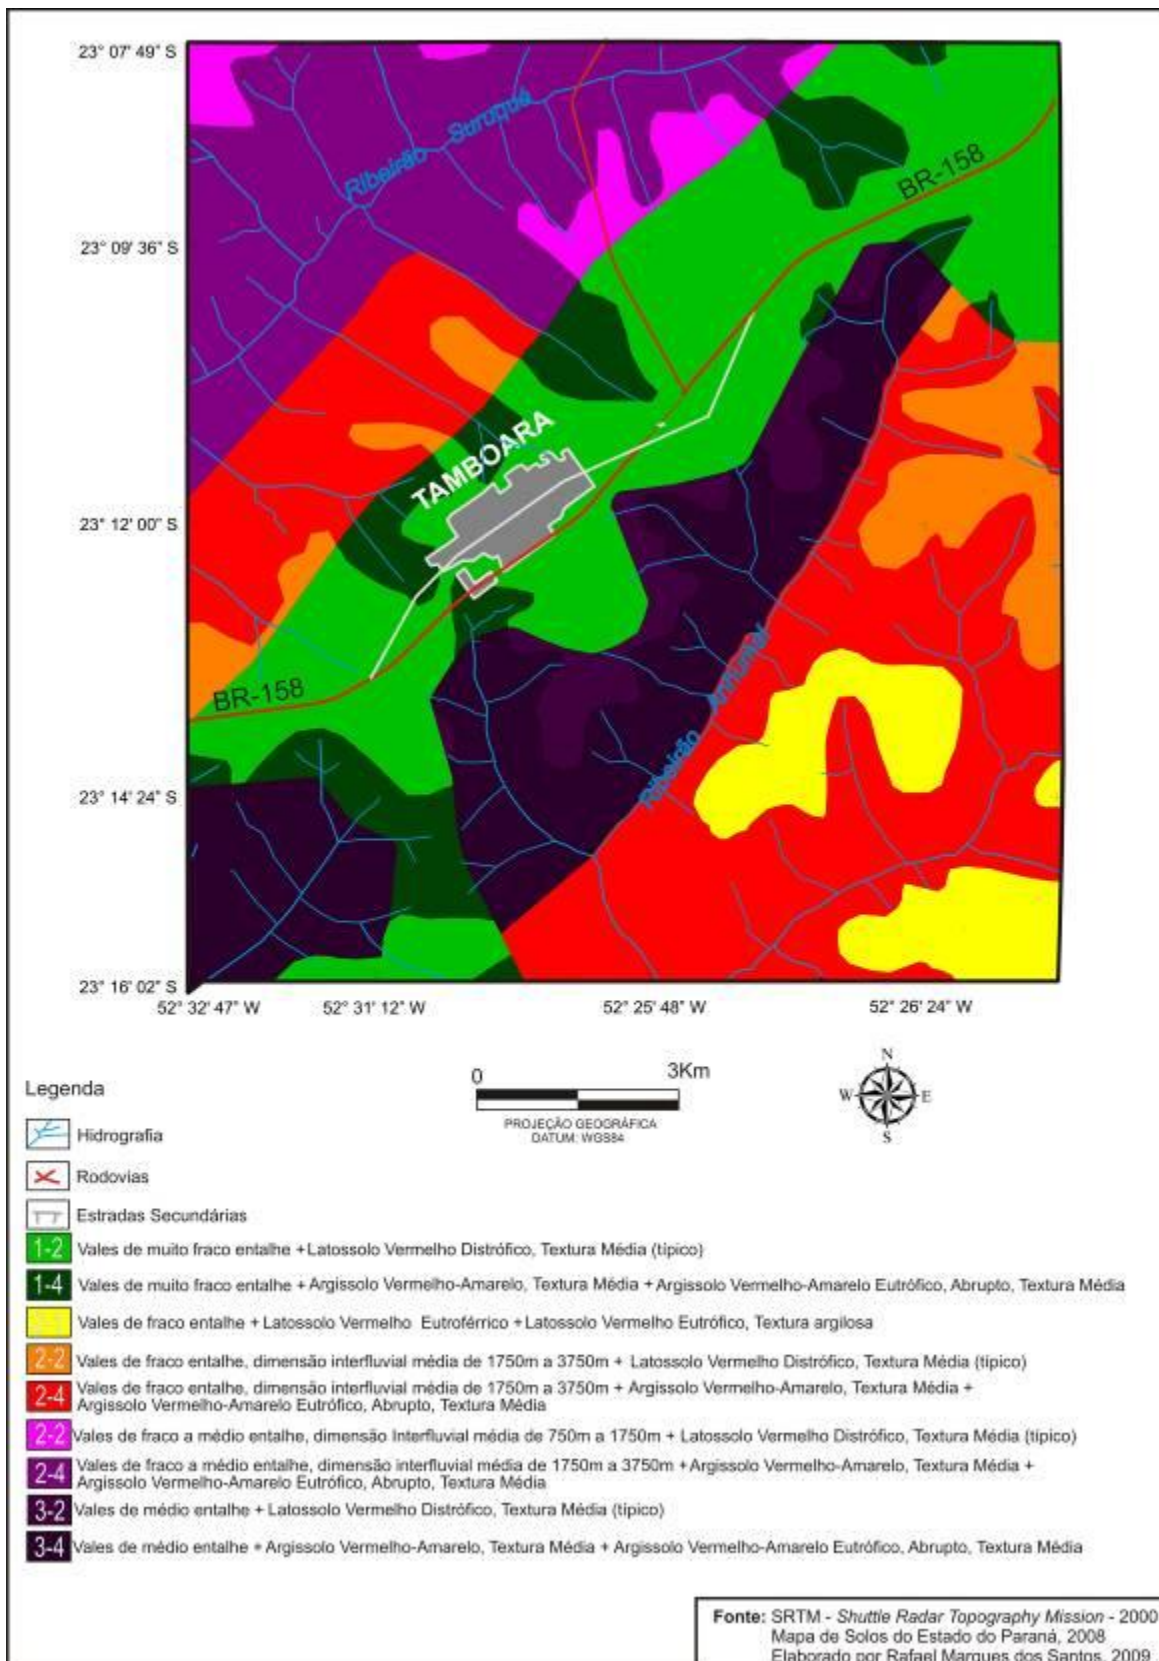 23° 07' 49" S
Ribeirão Suruquá
BR-158
23° 09' 36" S
TAMBOARA
23° 12' 00" S
BR-158
Ribeirão Anhumaí
23° 14' 24" S
23° 16' 02" S
52° 32' 47" W 52° 31' 12" W 52° 25' 48" W 52° 26' 24" W
0 3Km
PROJEÇÃO GEOGRÁFICA
DATUM: WGS84
N
W E
S
Legenda
Hidrografia
Rodovias
Estradas Secundárias
1-2 Vales de muito fraco entalhe + Latossolo Vermelho Distrófico, Textura Média (típico)
1-4 Vales de muito fraco entalhe + Argissolo Vermelho-Amarelo, Textura Média + Argissolo Vermelho-Amarelo Eutrófico, Abrupto, Textura Média
Vales de fraco entalhe + Latossolo Vermelho Eutroférrico + Latossolo Vermelho Eutrófico, Textura argilosa
2-2 Vales de fraco entalhe, dimensão interfluvial média de 1750m a 3750m + Latossolo Vermelho Distrófico, Textura Média (típico)
2-4 Vales de fraco entalhe, dimensão interfluvial média de 1750m a 3750m + Argissolo Vermelho-Amarelo, Textura Média +
Argissolo Vermelho-Amarelo Eutrófico, Abrupto, Textura Média
2-2 Vales de fraco a médio entalhe, dimensão Interfluvial média de 750m a 1750m + Latossolo Vermelho Distrófico, Textura Média (típico)
2-4 Vales de fraco a médio entalhe, dimensão interfluvial média de 1750m a 3750m + Argissolo Vermelho-Amarelo, Textura Média +
Argissolo Vermelho-Amarelo Eutrófico, Abrupto, Textura Média
3-2 Vales de médio entalhe + Latossolo Vermelho Distrófico, Textura Média (típico)
3-4 Vales de médio entalhe + Argissolo Vermelho-Amarelo, Textura Média + Argissolo Vermelho-Amarelo Eutrófico, Abrupto, Textura Média
Fonte: SRTM - Shuttle Radar Topography Mission - 2000
Mapa de Solos do Estado do Paraná, 2008
Elaborado por Rafael Marques dos Santos, 2009